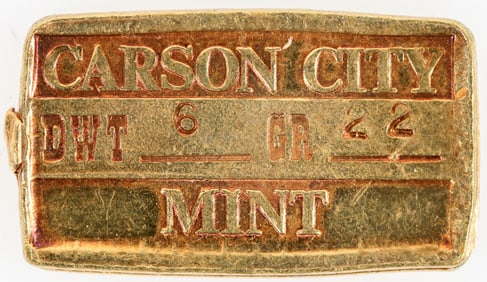 CARSON CITY
DWT 6 GR 22
MINT